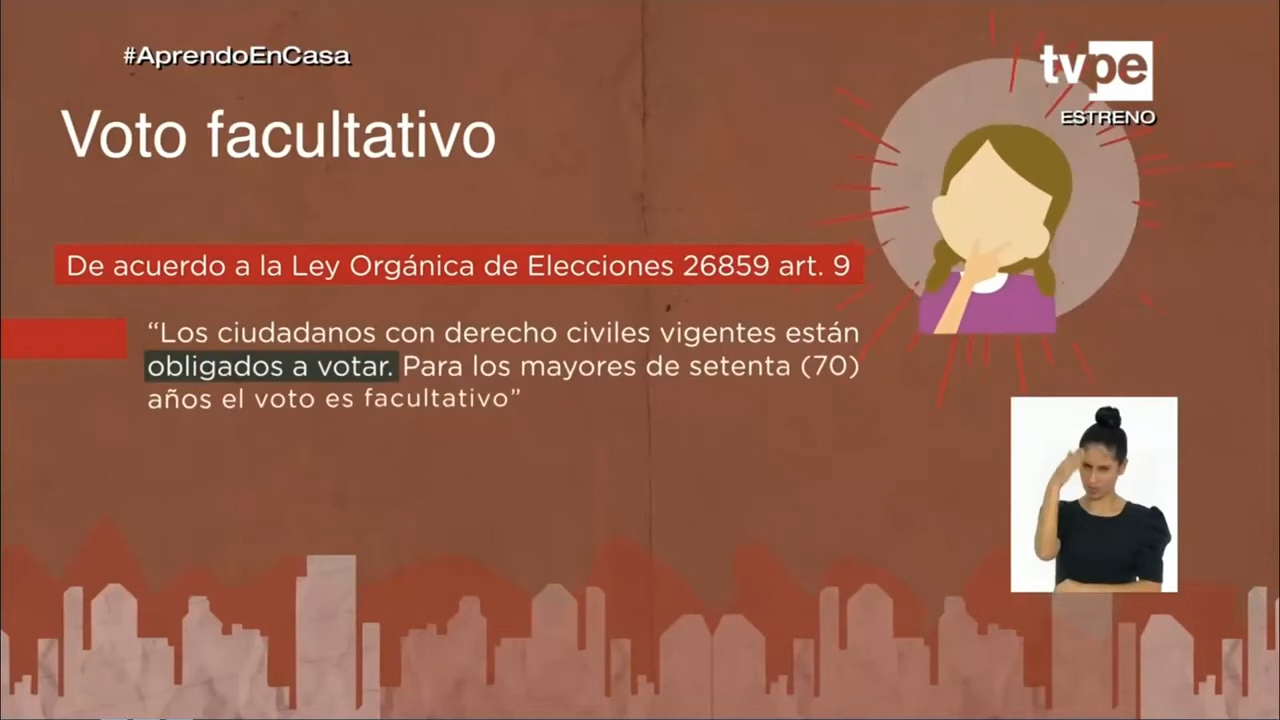 #AprendoEnCasa
tvpe
ESTRENO
Voto facultativo
De acuerdo a la Ley Orgánica de Elecciones 26859 art. 9
“Los ciudadanos con derecho civiles vigentes están
obligados a votar. Para los mayores de setenta (70)
años el voto es facultativo”